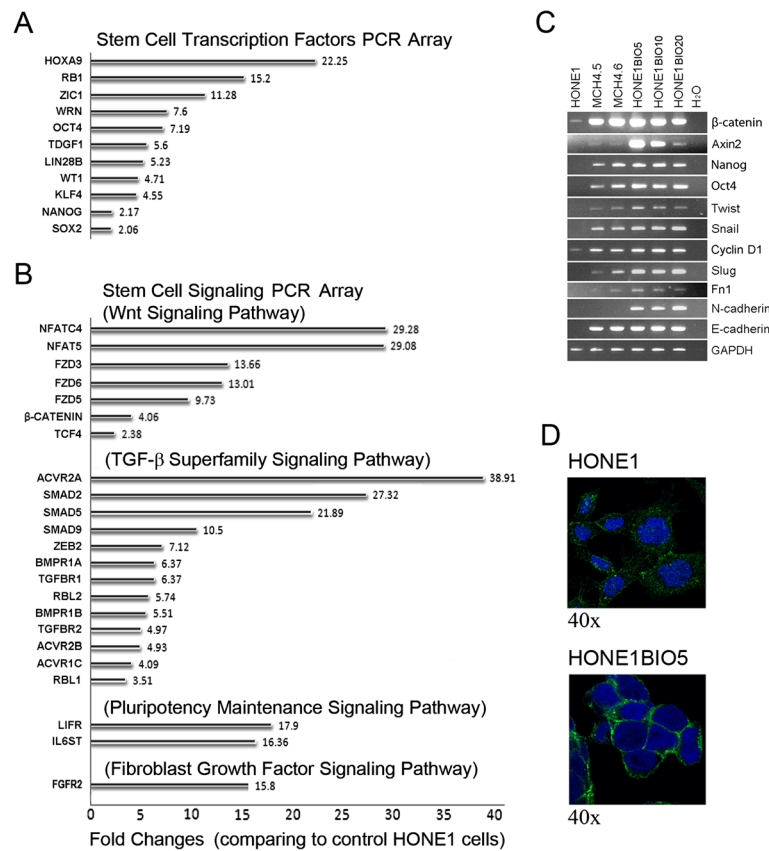 A
Stem Cell Transcription Factors PCR Array
HOXA9 22.25
RB1 15.2
ZIC1 11.28
WRN 7.6
OCT4 7.19
TDGF1 5.6
LIN28B 5.23
WT1 4.71
KLF4 4.55
NANOG 2.17
SOX2 2.06
B
Stem Cell Signaling PCR Array
(Wnt Signaling Pathway)
NFATC4 29.28
NFAT5 29.08
FZD3 13.66
FZD6 13.01
FZD5 9.73
β-CATENIN 4.06
TCF4 2.38
(TGF-β Superfamily Signaling Pathway)
ACVR2A 38.91
SMAD2 27.32
SMAD5 21.89
SMAD9 10.5
ZEB2 7.12
BMPR1A 6.37
TGFBR1 6.37
RBL2 5.74
BMPR1B 5.51
TGFBR2 4.97
ACVR2B 4.93
ACVR1C 4.09
RBL1 3.51
(Pluripotency Maintenance Signaling Pathway)
LIFR 17.9
IL6ST 16.36
(Fibroblast Growth Factor Signaling Pathway)
FGFR2 15.8
0 5 10 15 20 25 30 35 40
Fold Changes (comparing to control HONE1 cells)
C
HONE1
MCH4.5
MCH4.6
HONE1BIO5
HONE1BIO10
HONE1BIO20
H₂O
β-catenin
Axin2
Nanog
Oct4
Twist
Snail
Cyclin D1
Slug
Fn1
N-cadherin
E-cadherin
GAPDH
D
HONE1
40x
HONE1BIO5
40x